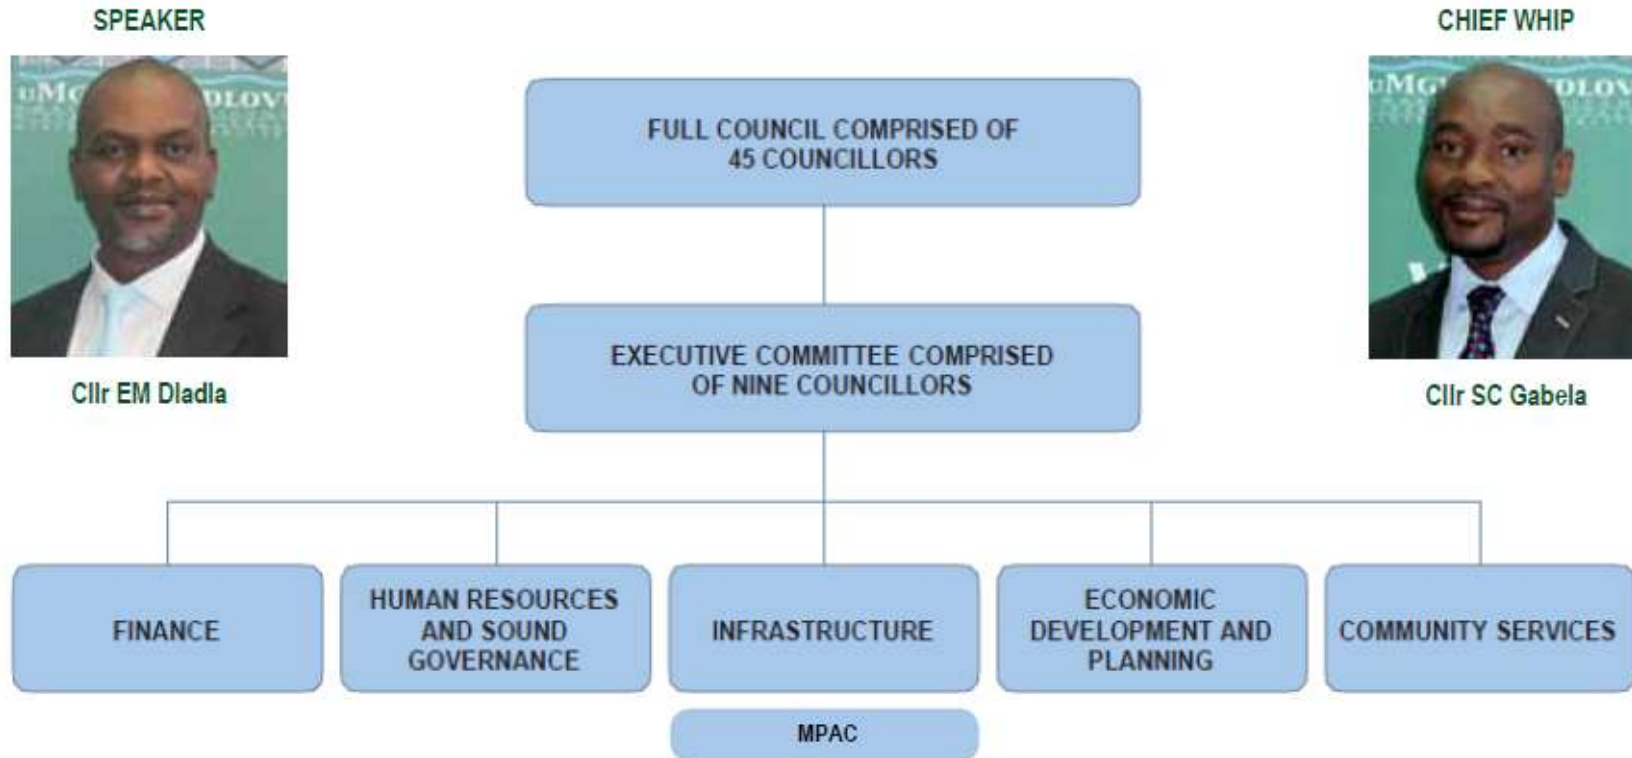 SPEAKER
CHIEF WHIP
FULL COUNCIL COMPRISED OF
45 COUNCILLORS
EXECUTIVE COMMITTEE COMPRISED
OF NINE COUNCILLORS
Cllr EM Dladla
Cllr SC Gabela
FINANCE
HUMAN RESOURCES
AND SOUND
GOVERNANCE
INFRASTRUCTURE
ECONOMIC
DEVELOPMENT AND
PLANNING
COMMUNITY SERVICES
MPAC